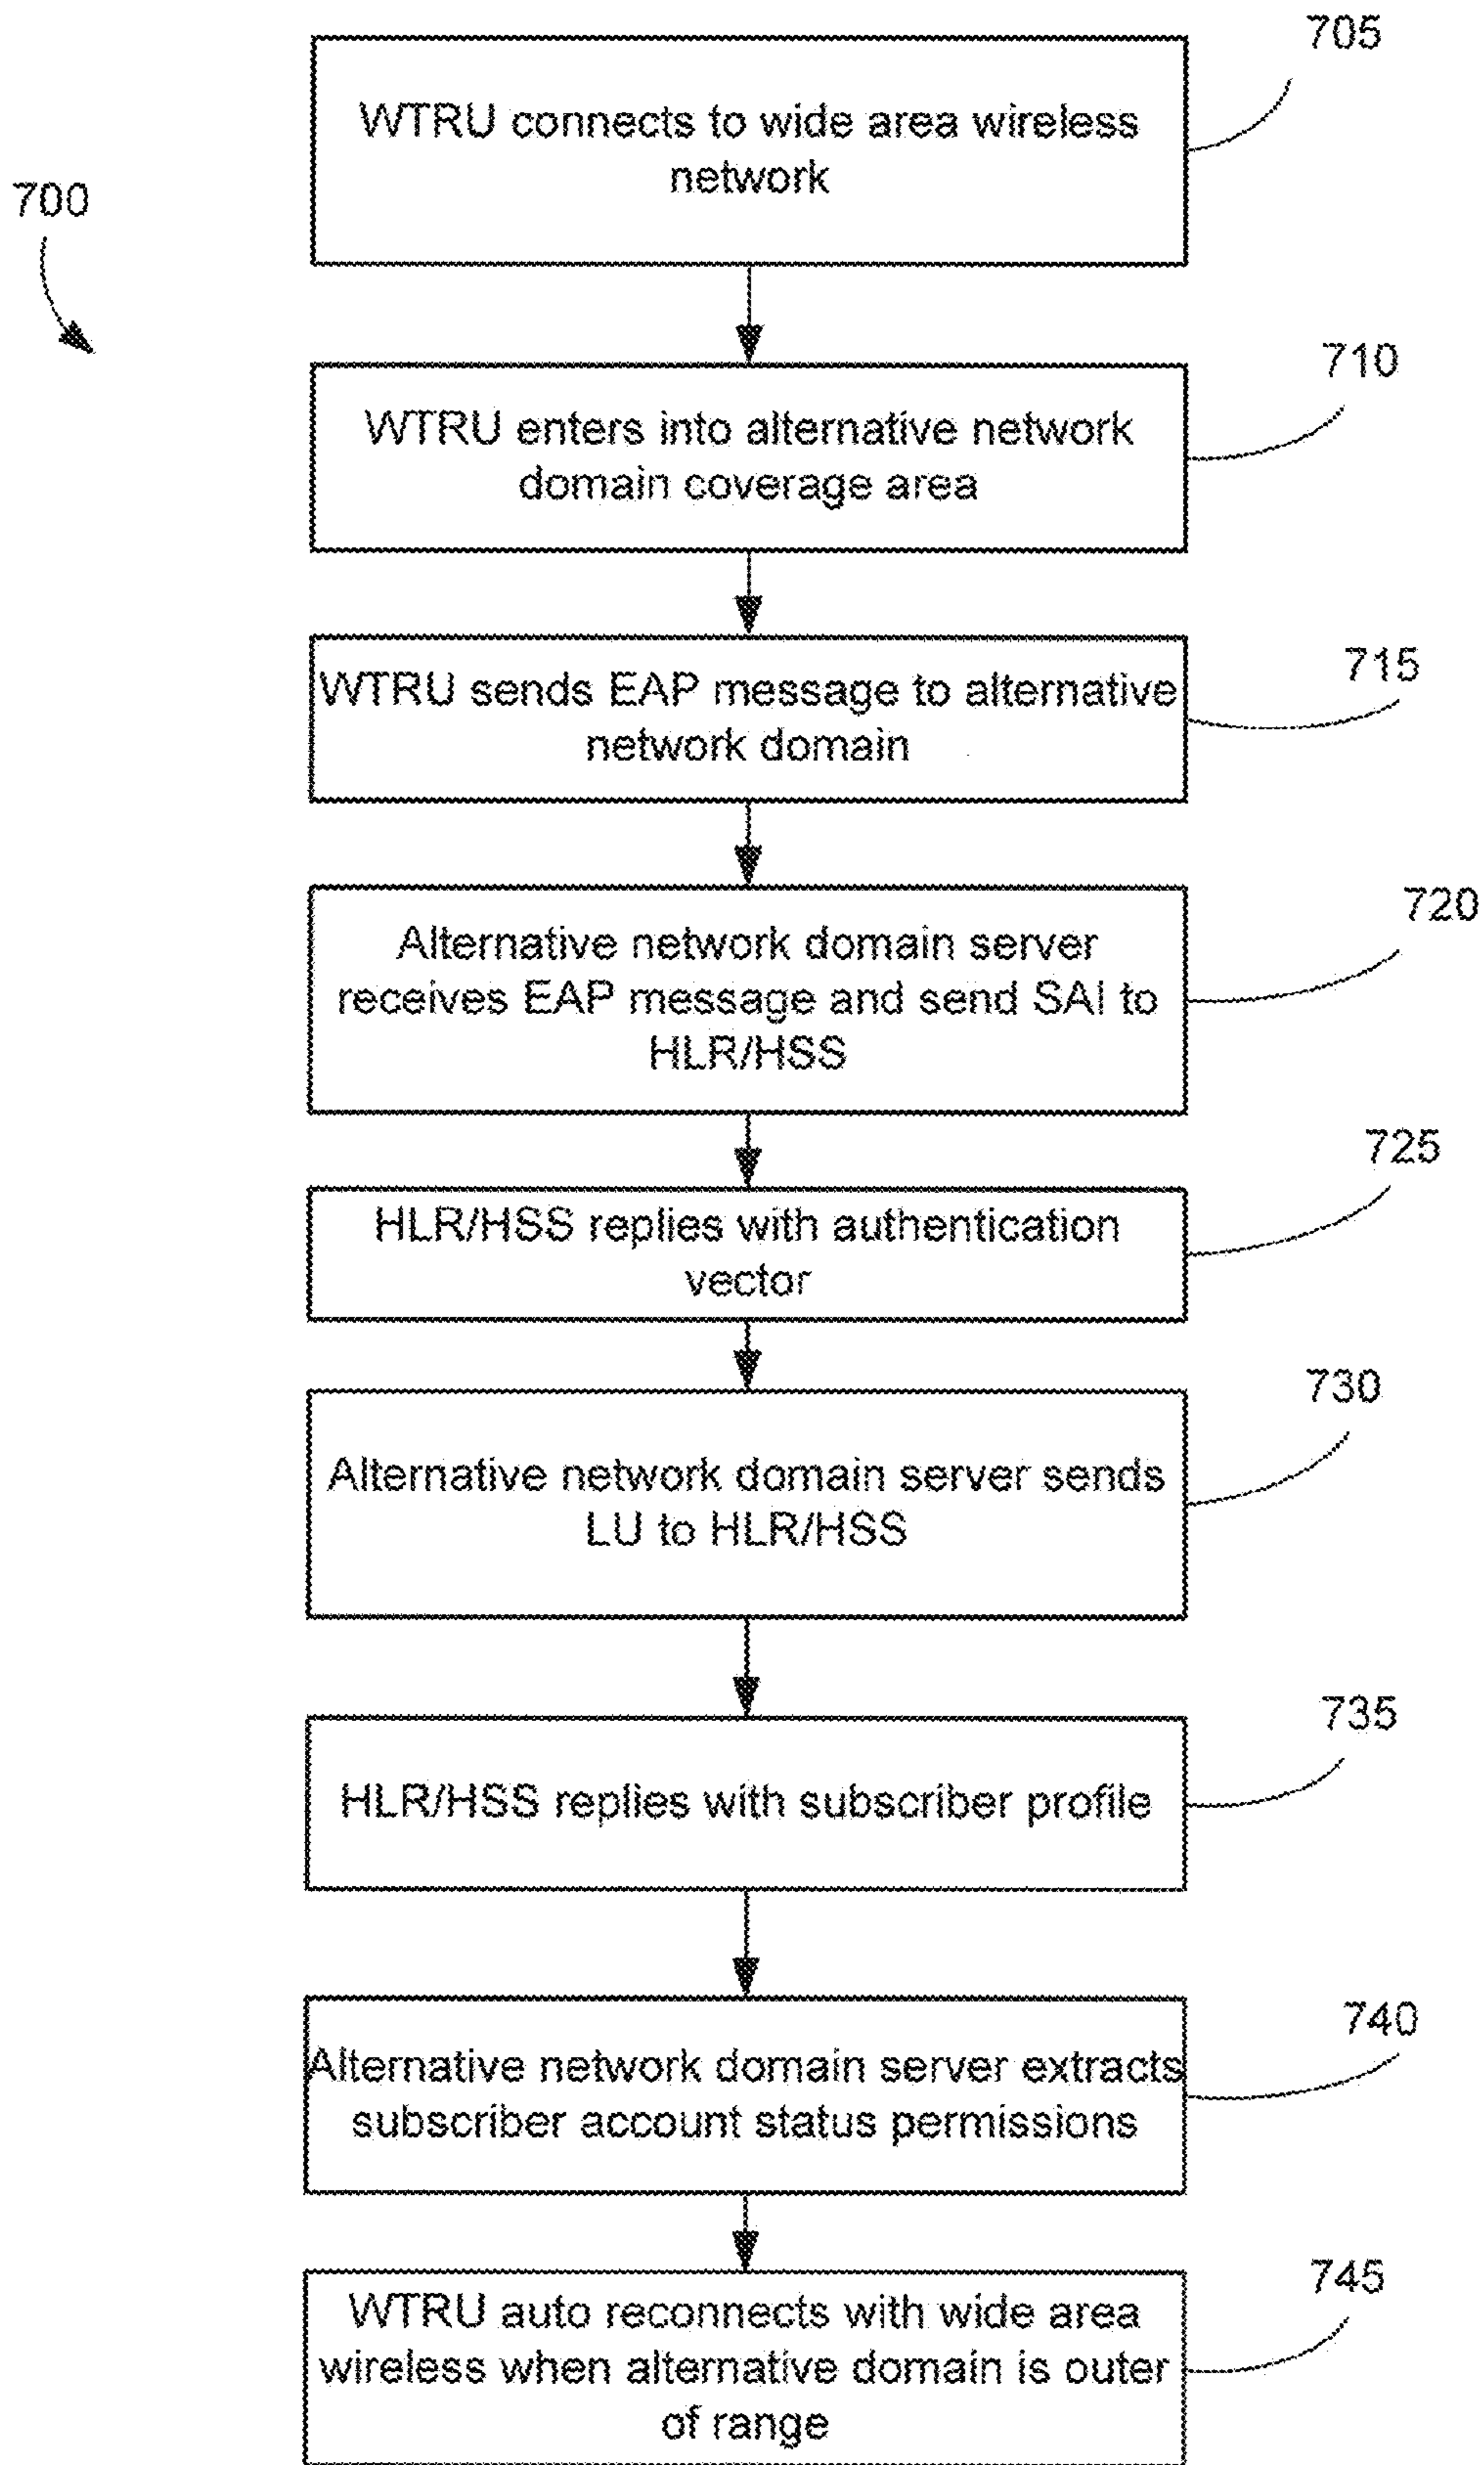 705
WTRU connects to wide area wireless
network
700
710
WTRU enters into alternative network
domain coverage area
715
WTRU sends EAP message to alternative
network domain
720
Alternative network domain server
receives EAP message and send SAI to
HLR/HSS
725
HLR/HSS replies with authentication
vector
730
Alternative network domain server sends
LU to HLR/HSS
735
HLR/HSS replies with subscriber profile
740
Alternative network domain server extracts
subscriber account status permissions
745
WTRU auto reconnects with wide area
wireless when alternative domain is outer
of range